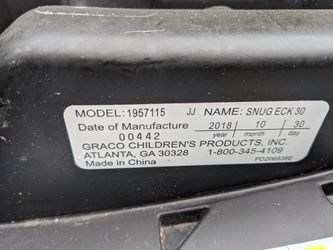 MODEL: 1957115 JJ NAME: SNUG ECK 30
Date of Manufacture 2018 10 30
00442 year month day
GRACO CHILDREN'S PRODUCTS, INC.
ATLANTA, GA 30328 1-800-345-4109
Made in China PD206938E